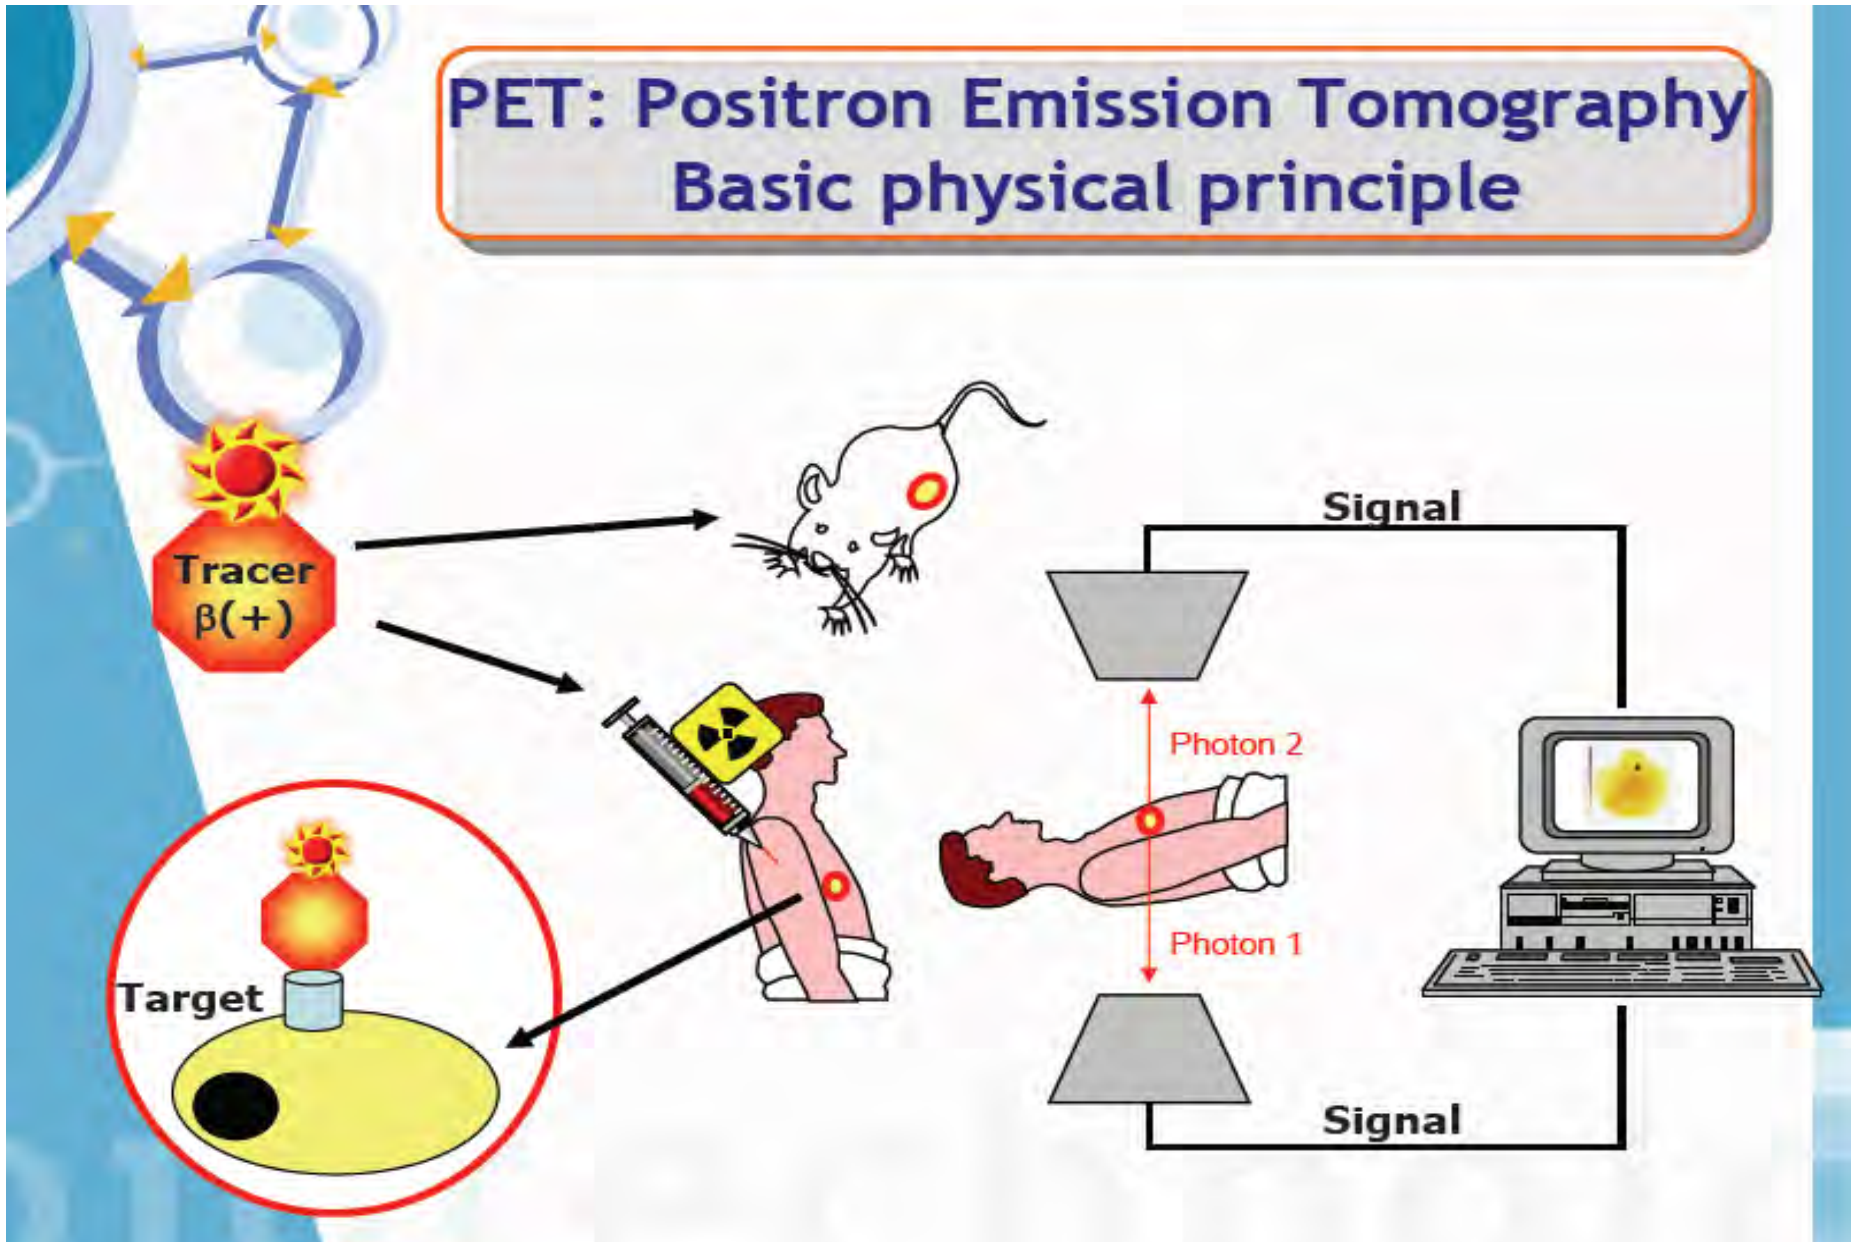 PET: Positron Emission Tomography
Basic physical principle
Signal
Tracer
β(+)
Photon 2
Photon 1
Target
Signal